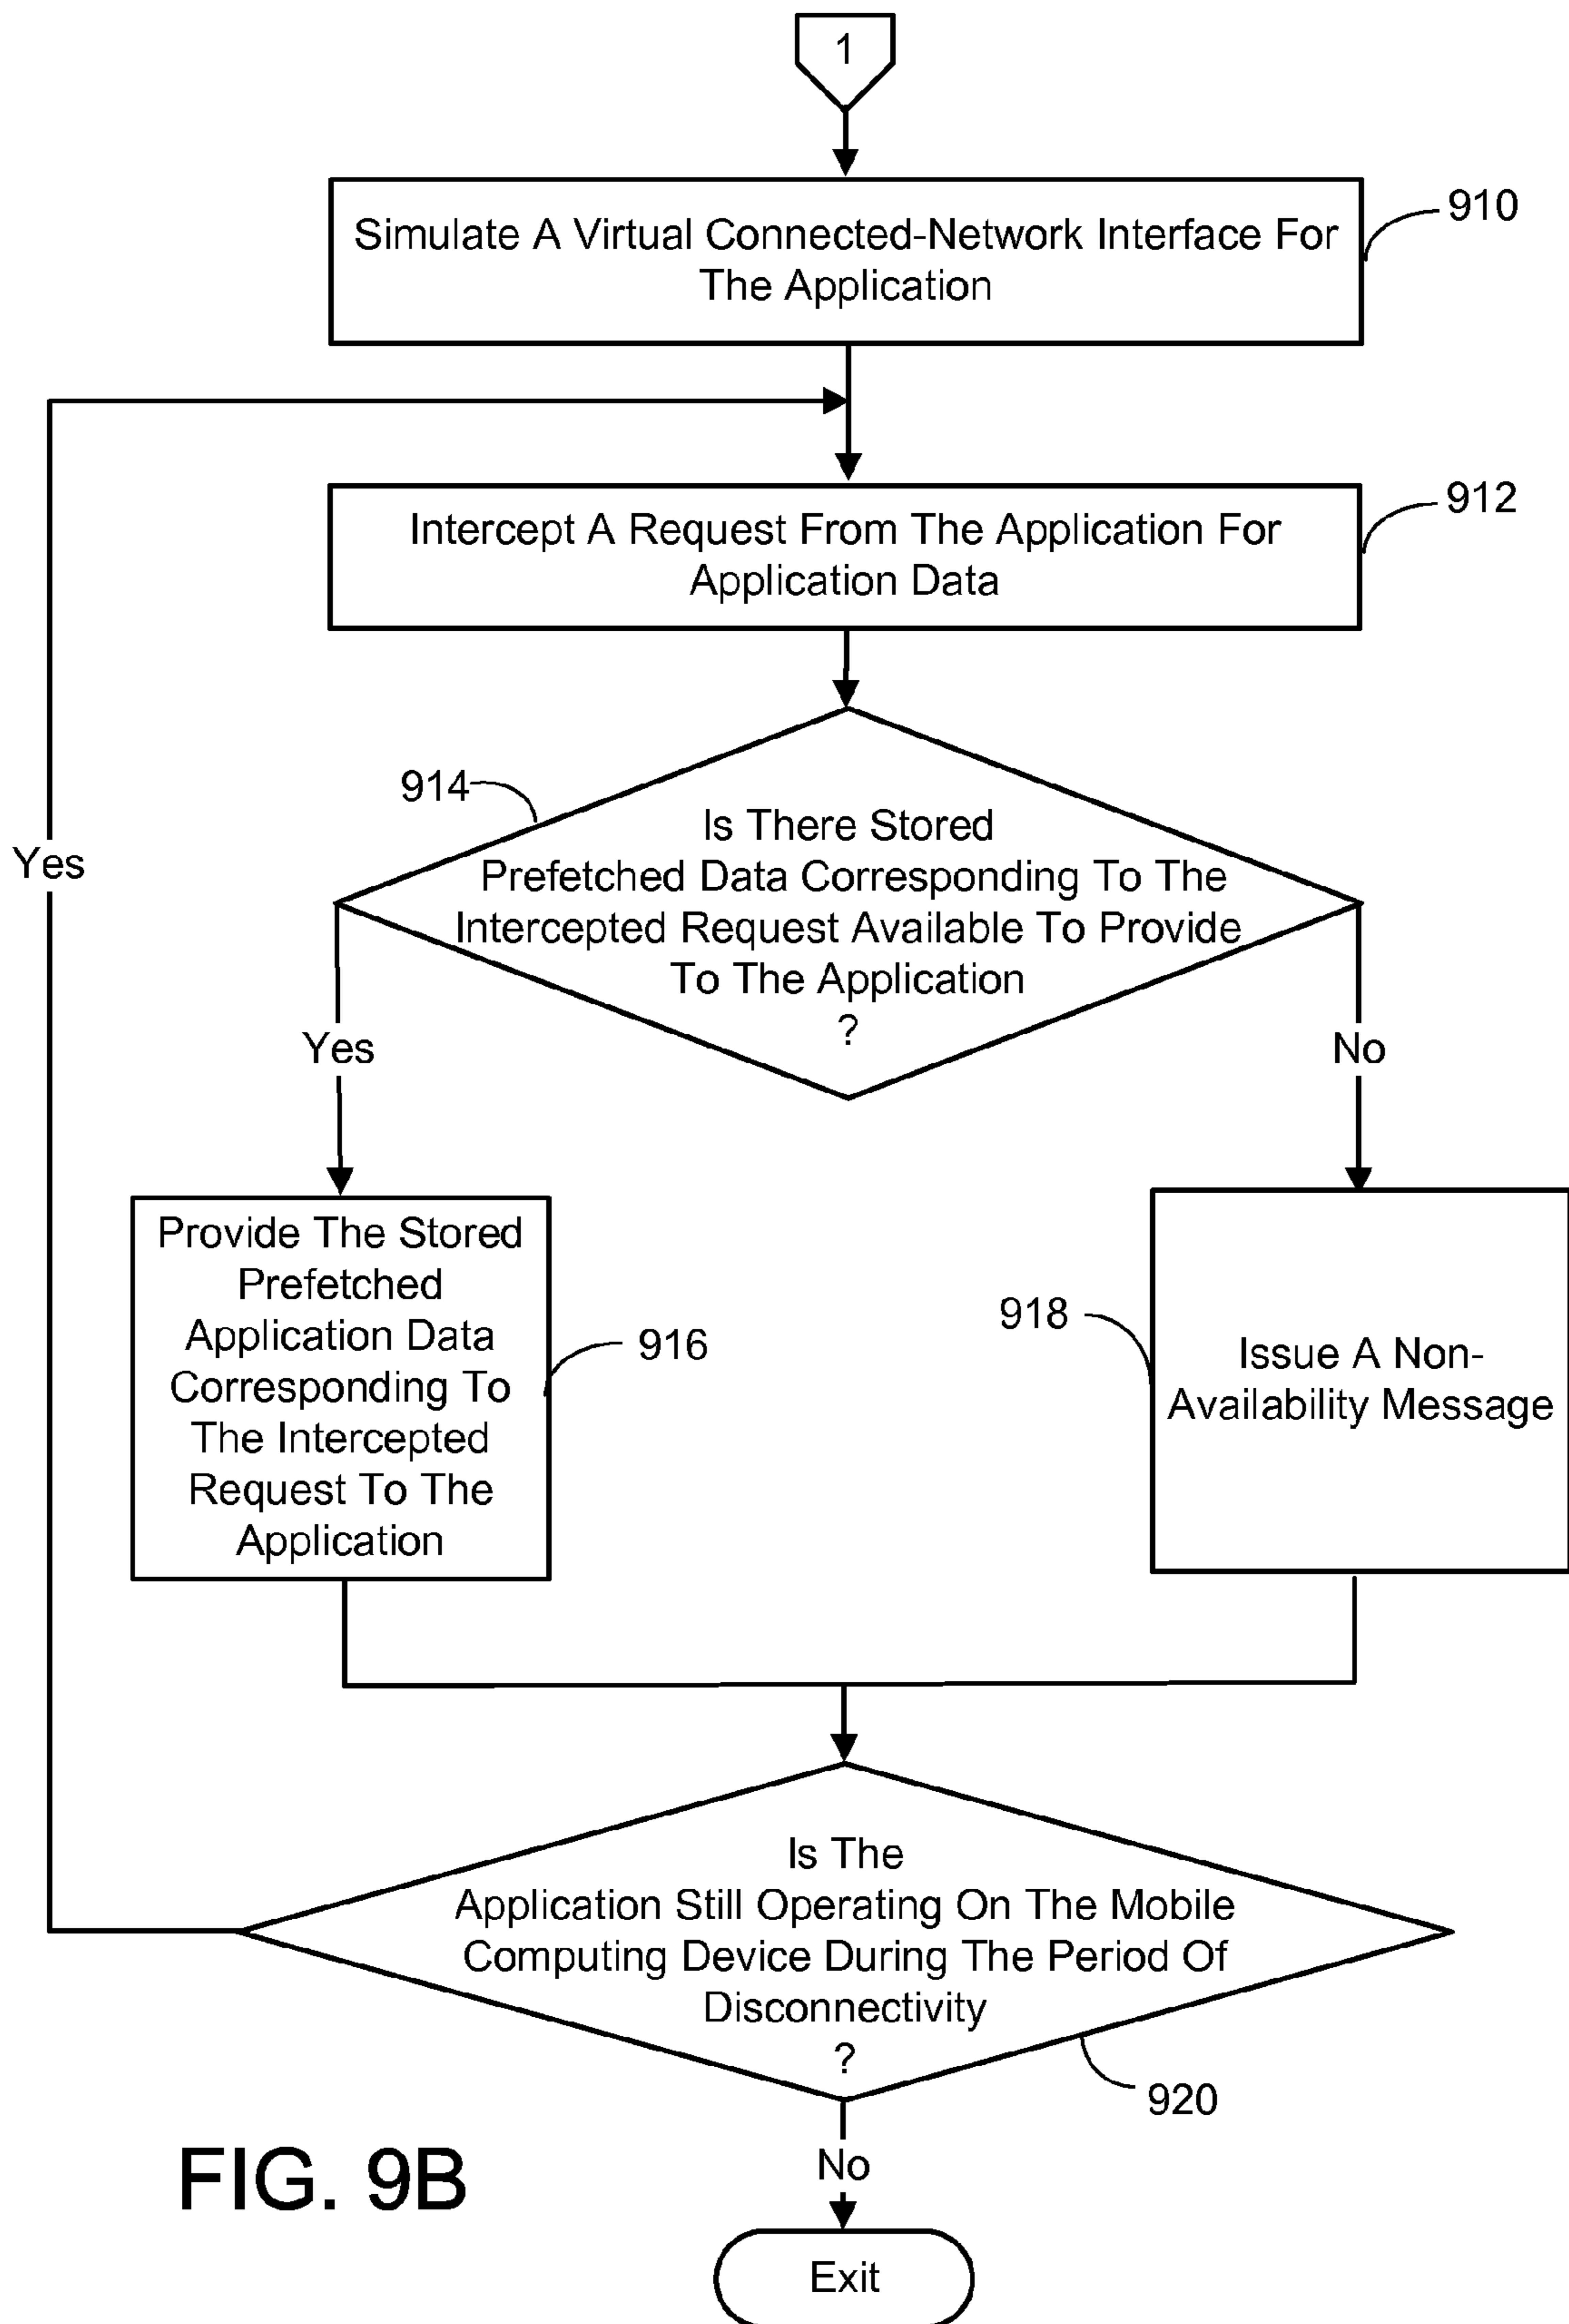 1
Simulate A Virtual Connected-Network Interface For
The Application
910
Intercept A Request From The Application For
Application Data
912
914
Is There Stored
Prefetched Data Corresponding To The
Intercepted Request Available To Provide
To The Application
?
Yes
Yes
No
Provide The Stored
Prefetched
Application Data
Corresponding To
The Intercepted
Request To The
Application
916
918
Issue A Non-
Availability Message
Is The
Application Still Operating On The Mobile
Computing Device During The Period Of
Disconnectivity
?
920
No
FIG. 9B
Exit